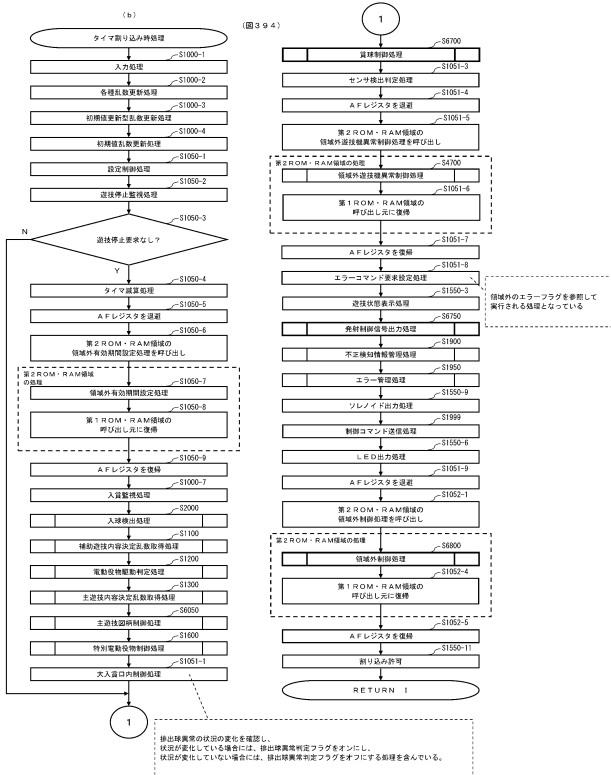 (図394)
(b)
タイマ割り込み時処理
S1000-1
入力処理
S1000-2
各種乱数更新処理
S1000-3
初期値更新型乱数更新処理
S1000-4
初期値乱数更新処理
S1050-1
設定制御処理
S1050-2
遊技停止監視処理
S1050-3
遊技停止要求なし?
N
Y
S1050-4
タイマ減算処理
S1050-5
AFレジスタを退避
S1050-6
第2ROM・RAM領域の
領域外有効期間設定処理を呼び出し
第2ROM・RAM領域
の処理
S1050-7
領域外有効期間設定処理
S1050-8
第1ROM・RAM領域の
呼び出し元に復帰
S1050-9
AFレジスタを復帰
S1000-7
入賞監視処理
S2000
入球検出処理
S1100
補助遊技内容決定乱数取得処理
S1200
電動役物駆動判定処理
S1300
主遊技内容決定乱数取得処理
S6050
主遊技図柄制御処理
S1600
特別電動役物制御処理
S1051-1
大入賞口内制御処理
1
排出球異常の状況の変化を確認し、
状況が変化している場合には、排出球異常判定フラグをオンにし、
状況が変化していない場合には、排出球異常判定フラグをオフにする処理を含んでいる。
1
S6700
賞球制御処理
S1051-3
センサ検出判定処理
S1051-4
AFレジスタを退避
S1051-5
第2ROM・RAM領域の
領域外遊技機異常制御処理を呼び出し
第2ROM・RAM領域の処理
S4700
領域外遊技機異常制御処理
S1051-6
第1ROM・RAM領域の
呼び出し元に復帰
S1051-7
AFレジスタを復帰
S1051-8
エラーコマンド要求設定処理
領域外のエラーフラグを参照して
実行される処理となっている
S1550-3
遊技状態表示処理
S6750
発射制御信号出力処理
S1900
不正検知情報管理処理
S1950
エラー管理処理
S1550-9
ソレノイド出力処理
S1999
制御コマンド送信処理
S1550-6
LED出力処理
S1051-9
AFレジスタを退避
S1052-1
第2ROM・RAM領域の
領域外制御処理を呼び出し
第2ROM・RAM領域の処理
S6800
領域外制御処理
S1052-4
第1ROM・RAM領域の
呼び出し元に復帰
S1052-5
AFレジスタを復帰
S1550-11
割り込み許可
RETURN I